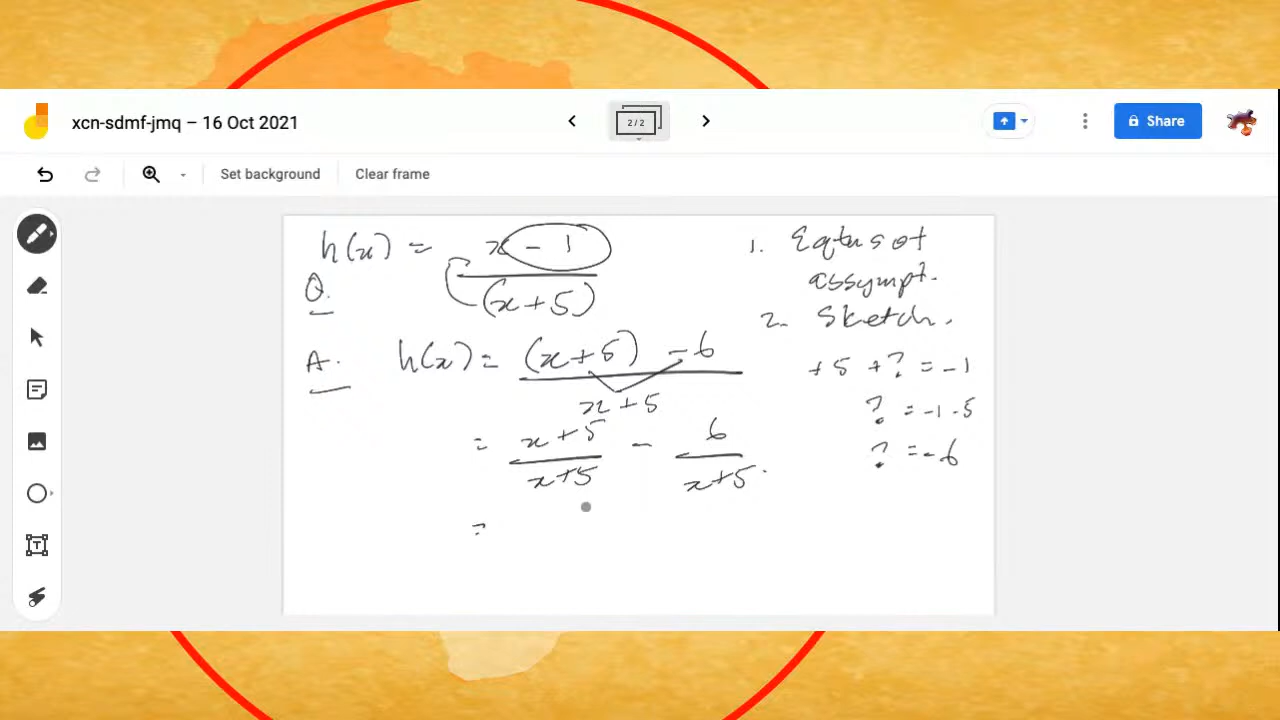 xcn-sdmf-jmq – 16 Oct 2021
2 / 2
Share
Set background
Clear frame
h(x) = x - 1
(x+5)
Q.
1. Eqtns of
assympt.
2. Sketch.
A. h(x) = (x+5) - 6
x+5
= x+5 - 6
x+5 x+5.
=
+5 + ? = -1
? = -1-5
? = -6
T